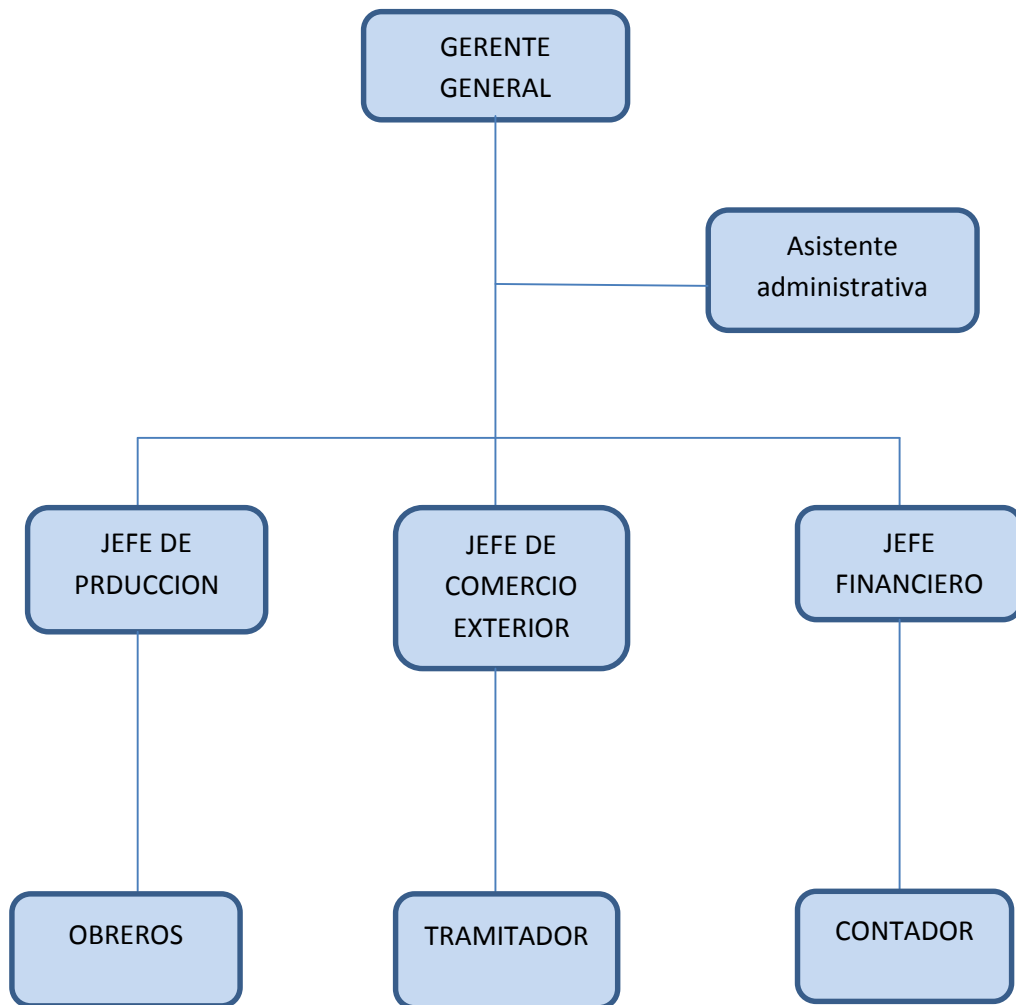 GERENTE
GENERAL
Asistente
administrativa
JEFE DE
PRDUCCION
JEFE DE
COMERCIO
EXTERIOR
JEFE
FINANCIERO
OBREROS
TRAMITADOR
CONTADOR